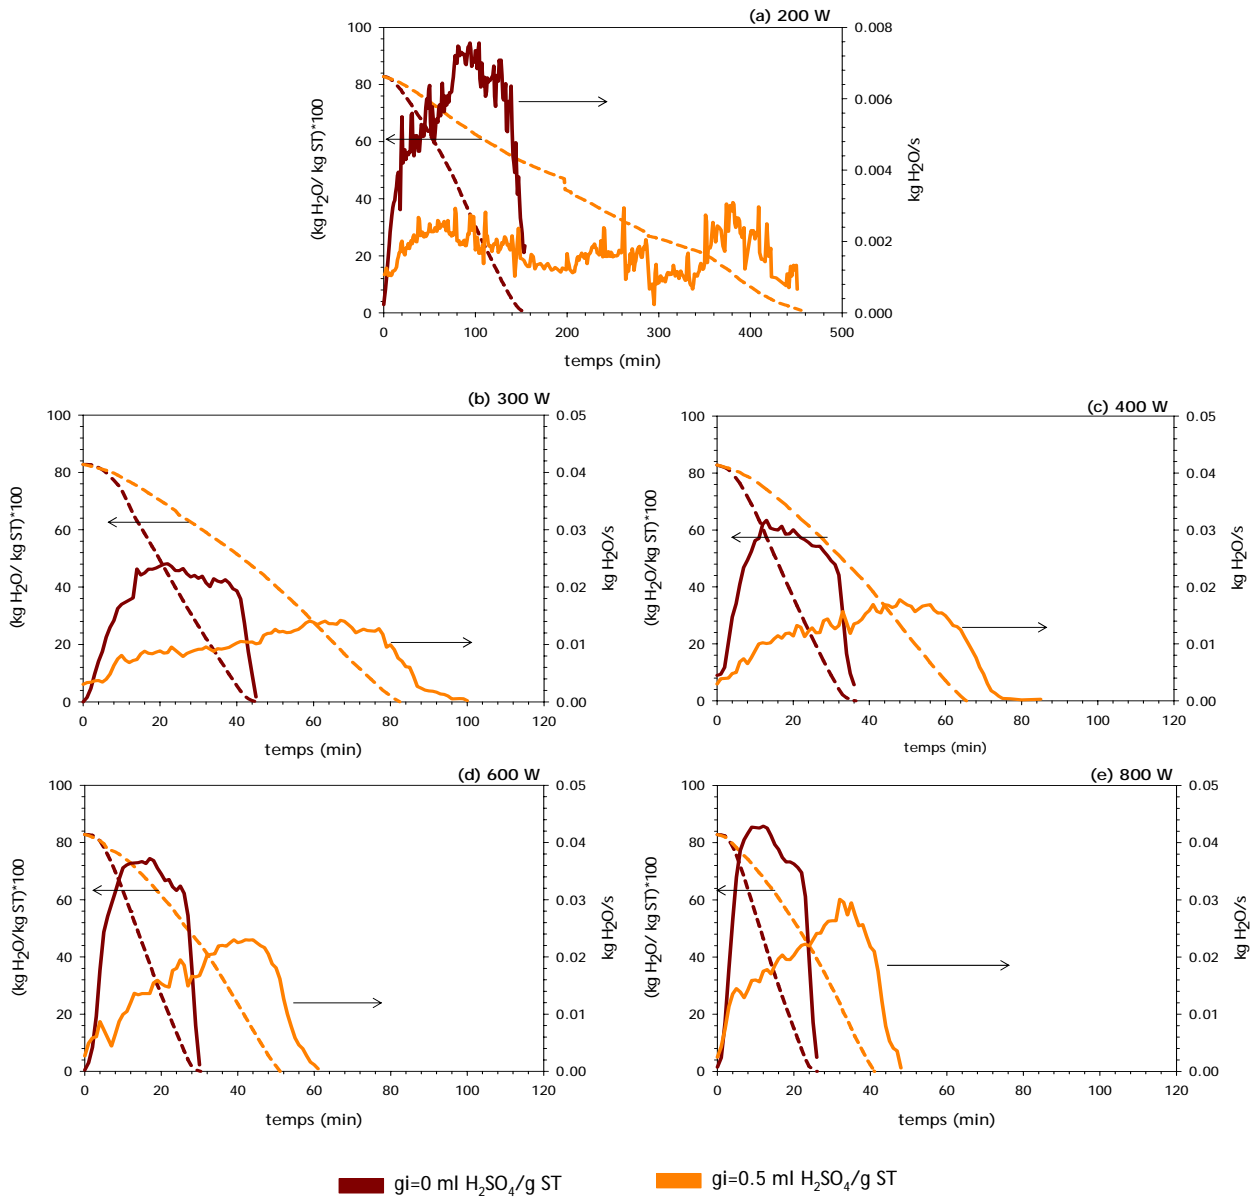 (a) 200 W
100
80
60
40
20
0
(kg H₂O/ kg ST)*100
0.008
0.006
0.004
0.002
0.000
kg H₂O/s
0 100 200 300 400 500
temps (min)
(b) 300 W
100
80
60
40
20
0
(kg H₂O/ kg ST)*100
0.05
0.04
0.03
0.02
0.01
0.00
kg H₂O/s
0 20 40 60 80 100 120
temps (min)
(c) 400 W
100
80
60
40
20
0
(kg H₂O/kg ST)*100
0.05
0.04
0.03
0.02
0.01
0.00
kg H₂O/s
0 20 40 60 80 100 120
temps (min)
(d) 600 W
100
80
60
40
20
0
(kg H₂O/kg ST)*100
0.05
0.04
0.03
0.02
0.01
0.00
kg H₂O/s
0 20 40 60 80 100 120
temps (min)
(e) 800 W
100
80
60
40
20
0
(kg H₂O/ kg ST)*100
0.05
0.04
0.03
0.02
0.01
0.00
kg H₂O/s
0 20 40 60 80 100 120
temps (min)
gi=0 ml H₂SO₄/g ST
gi=0.5 ml H₂SO₄/g ST